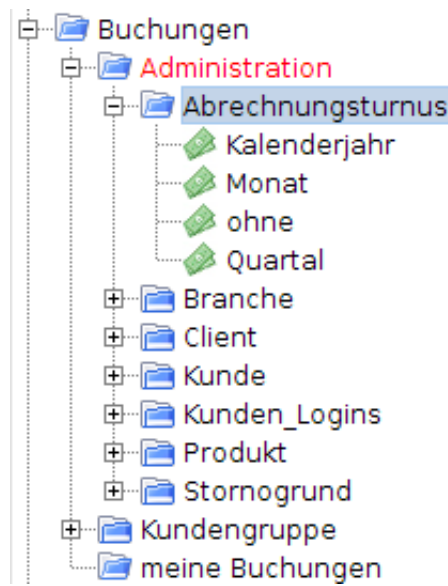 Buchungen
Administration
Abrechnungsturnus
Kalenderjahr
Monat
ohne
Quartal
Branche
Client
Kunde
Kunden_Logins
Produkt
Stornogrund
Kundengruppe
meine Buchungen